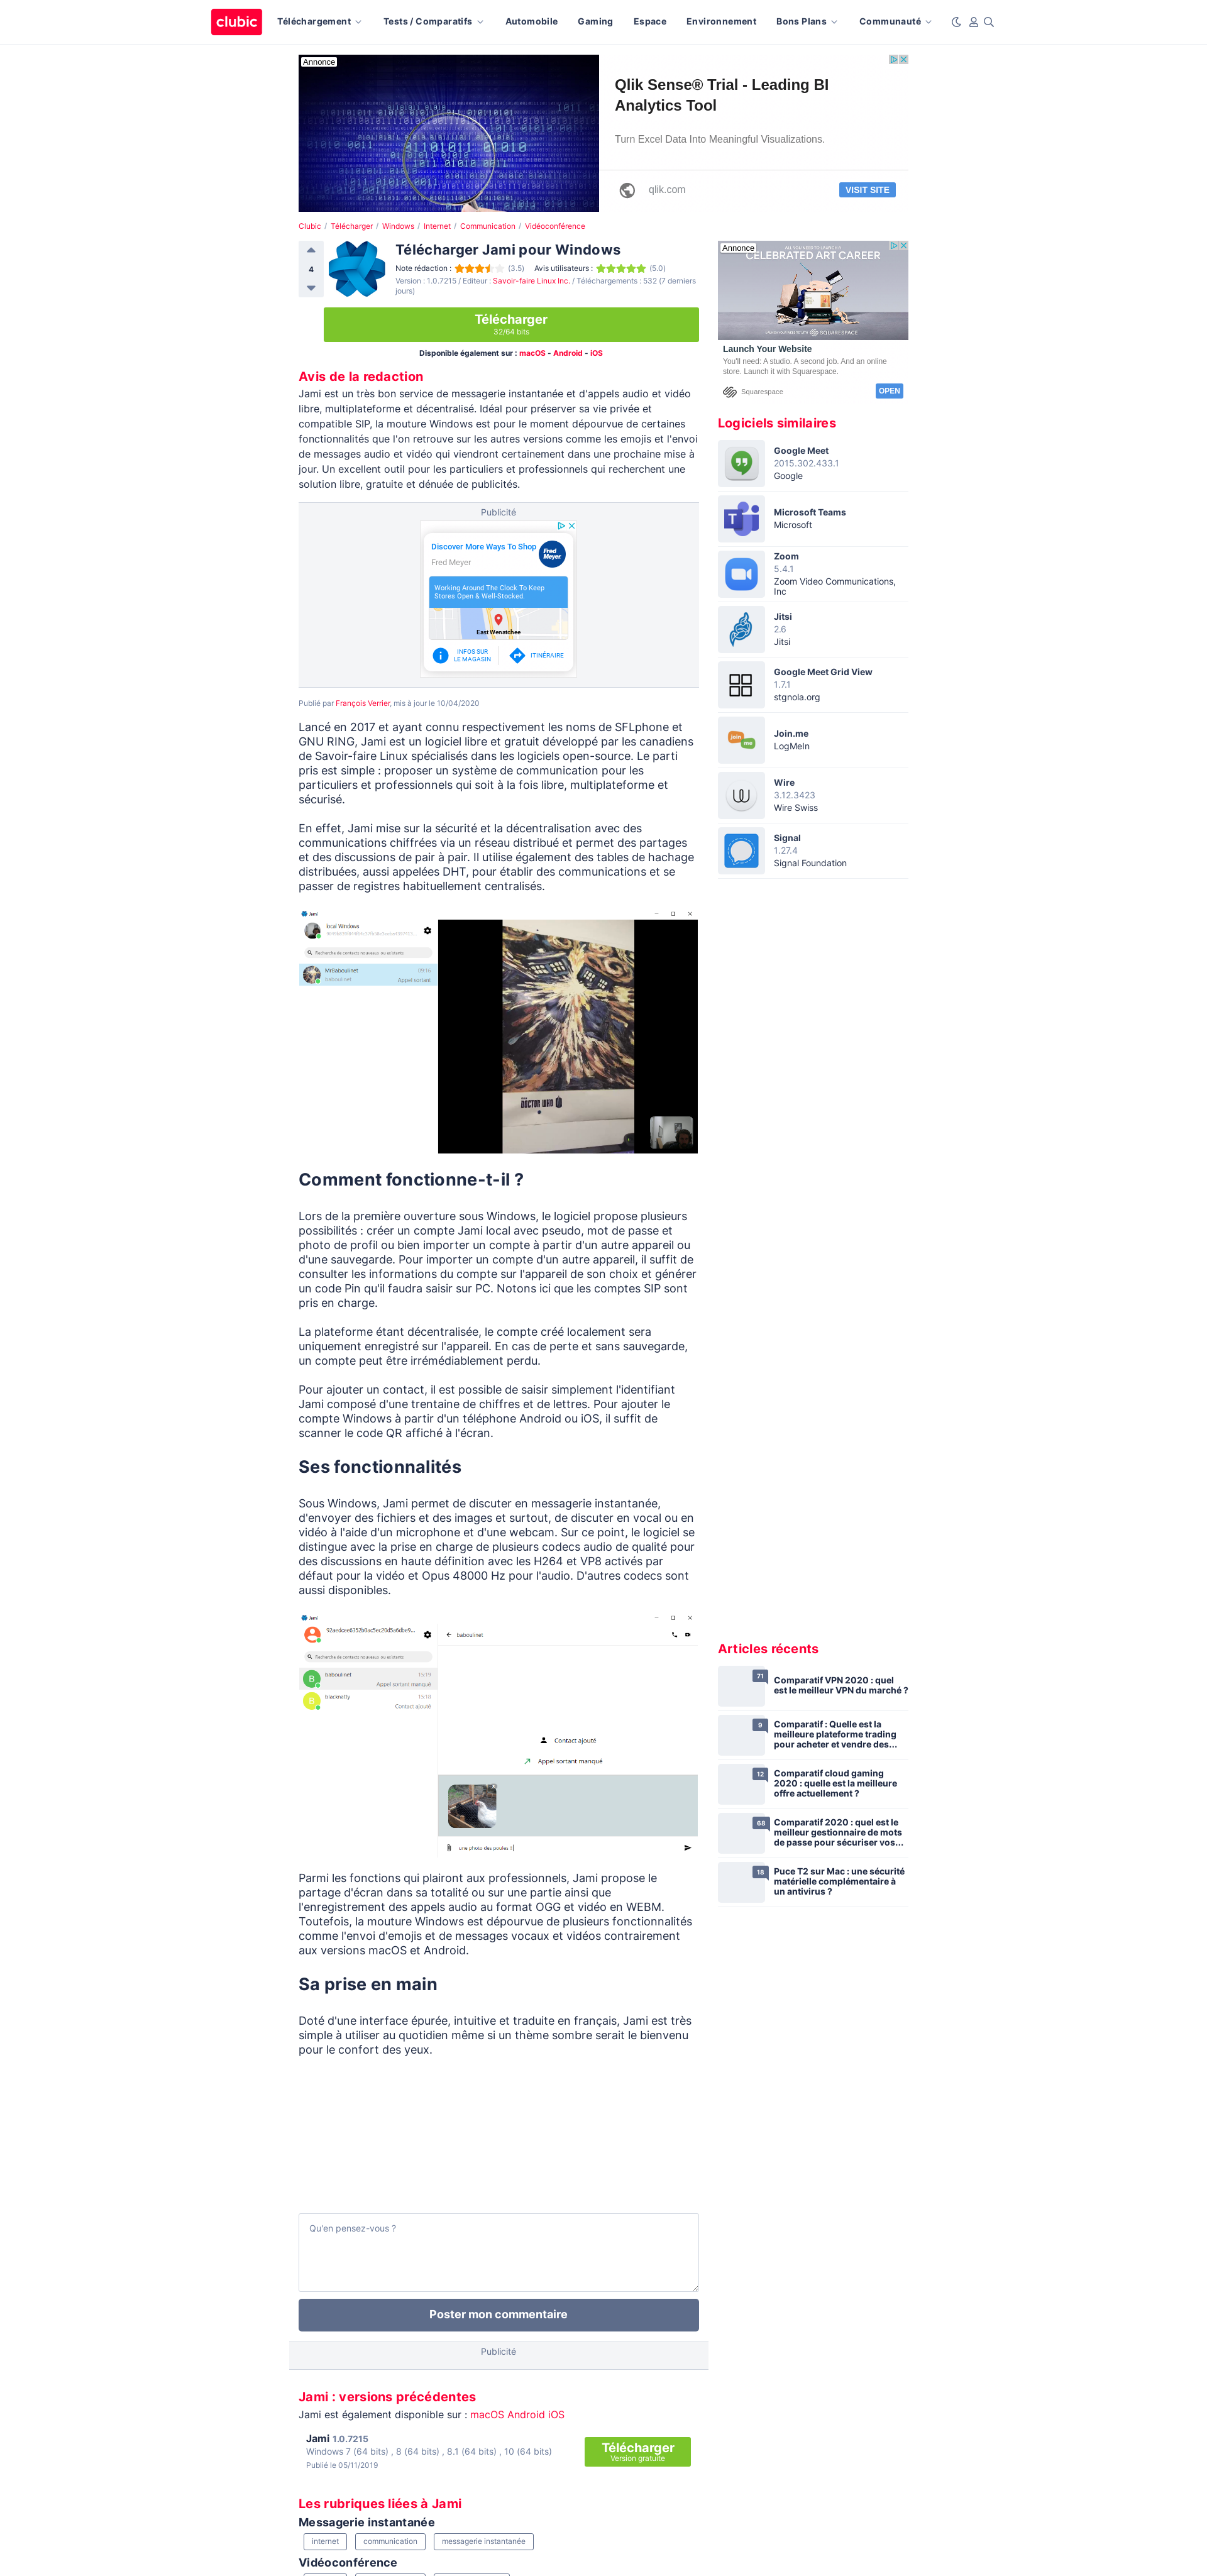 clubic
Téléchargement
Tests / Comparatifs
Automobile
Gaming
Espace
Environnement
Bons Plans
Communauté
Annonce
Qlik Sense® Trial - Leading BI
Analytics Tool
Turn Excel Data Into Meaningful Visualizations.
qlik.com
VISIT SITE
Clubic / Télécharger / Windows / Internet / Communication / Vidéoconférence
4
Télécharger Jami pour Windows
Note rédaction : (3.5) Avis utilisateurs : (5.0)
Version : 1.0.7215 / Editeur : Savoir-faire Linux Inc. / Téléchargements : 532 (7 derniers
jours)
Télécharger
32/64 bits
Disponible également sur : macOS - Android - iOS
Avis de la redaction
Jami est un très bon service de messagerie instantanée et d'appels audio et vidéo
libre, multiplateforme et décentralisé. Idéal pour préserver sa vie privée et
compatible SIP, la mouture Windows est pour le moment dépourvue de certaines
fonctionnalités que l'on retrouve sur les autres versions comme les emojis et l'envoi
de messages audio et vidéo qui viendront certainement dans une prochaine mise à
jour. Un excellent outil pour les particuliers et professionnels qui recherchent une
solution libre, gratuite et dénuée de publicités.
Publicité
Discover More Ways To Shop
Fred Meyer
Fred Meyer
Working Around The Clock To Keep
Stores Open & Well-Stocked.
East Wenatchee
INFOS SUR
LE MAGASIN
ITINÉRAIRE
Publié par François Verrier, mis à jour le 10/04/2020
Lancé en 2017 et ayant connu respectivement les noms de SFLphone et
GNU RING, Jami est un logiciel libre et gratuit développé par les canadiens
de Savoir-faire Linux spécialisés dans les logiciels open-source. Le parti
pris est simple : proposer un système de communication pour les
particuliers et professionnels qui soit à la fois libre, multiplateforme et
sécurisé.
En effet, Jami mise sur la sécurité et la décentralisation avec des
communications chiffrées via un réseau distribué et permet des partages
et des discussions de pair à pair. Il utilise également des tables de hachage
distribuées, aussi appelées DHT, pour établir des communications et se
passer de registres habituellement centralisés.
Jami
local Windows
Recherche de contacts nouveaux ou existants
MrBaboulinet
baboulinet
Appel sortant
DOCTOR WHO
Comment fonctionne-t-il ?
Lors de la première ouverture sous Windows, le logiciel propose plusieurs
possibilités : créer un compte Jami local avec pseudo, mot de passe et
photo de profil ou bien importer un compte à partir d'un autre appareil ou
d'une sauvegarde. Pour importer un compte d'un autre appareil, il suffit de
consulter les informations du compte sur l'appareil de son choix et générer
un code Pin qu'il faudra saisir sur PC. Notons ici que les comptes SIP sont
pris en charge.
La plateforme étant décentralisée, le compte créé localement sera
uniquement enregistré sur l'appareil. En cas de perte et sans sauvegarde,
un compte peut être irrémédiablement perdu.
Pour ajouter un contact, il est possible de saisir simplement l'identifiant
Jami composé d'une trentaine de chiffres et de lettres. Pour ajouter le
compte Windows à partir d'un téléphone Android ou iOS, il suffit de
scanner le code QR affiché à l'écran.
Ses fonctionnalités
Sous Windows, Jami permet de discuter en messagerie instantanée,
d'envoyer des fichiers et des images et surtout, de discuter en vocal ou en
vidéo à l'aide d'un microphone et d'une webcam. Sur ce point, le logiciel se
distingue avec la prise en charge de plusieurs codecs audio de qualité pour
des discussions en haute définition avec les H264 et VP8 activés par
défaut pour la vidéo et Opus 48000 Hz pour l'audio. D'autres codecs sont
aussi disponibles.
Jami
Recherche de contacts nouveaux ou existants
B
baboulinet
15:19
Appel sortant manqué
B
blacknelly
15:18
Contact ajouté
baboulinet
Contact ajouté
Appel sortant manqué
une photo des poules !|
Parmi les fonctions qui plairont aux professionnels, Jami propose le
partage d'écran dans sa totalité ou sur une partie ainsi que
l'enregistrement des appels audio au format OGG et vidéo en WEBM.
Toutefois, la mouture Windows est dépourvue de plusieurs fonctionnalités
comme l'envoi d'emojis et de messages vocaux et vidéos contrairement
aux versions macOS et Android.
Sa prise en main
Doté d'une interface épurée, intuitive et traduite en français, Jami est très
simple à utiliser au quotidien même si un thème sombre serait le bienvenu
pour le confort des yeux.
Qu'en pensez-vous ?
Poster mon commentaire
Publicité
Jami : versions précédentes
Jami est également disponible sur : macOS Android iOS
Jami 1.0.7215
Windows 7 (64 bits) , 8 (64 bits) , 8.1 (64 bits) , 10 (64 bits)
Publié le 05/11/2019
Télécharger
Version gratuite
Les rubriques liées à Jami
Messagerie instantanée
internet
communication
messagerie instantanée
Vidéoconférence
Annonce
ALL YOU NEED TO LAUNCH A
CELEBRATED ART CAREER
SQUARESPACE
Launch Your Website
You'll need: A studio. A second job. And an online
store. Launch it with Squarespace.
Squarespace
OPEN
Logiciels similaires
Google Meet
2015.302.433.1
Google
Microsoft Teams
Microsoft
Zoom
5.4.1
Zoom Video Communications,
Inc
Jitsi
2.6
Jitsi
Google Meet Grid View
1.7.1
stgnola.org
join
me
Join.me
LogMeIn
Wire
3.12.3423
Wire Swiss
Signal
1.27.4
Signal Foundation
Articles récents
71
Comparatif VPN 2020 : quel
est le meilleur VPN du marché ?
9
Comparatif : Quelle est la
meilleure plateforme trading
pour acheter et vendre des...
12
Comparatif cloud gaming
2020 : quelle est la meilleure
offre actuellement ?
68
Comparatif 2020 : quel est le
meilleur gestionnaire de mots
de passe pour sécuriser vos...
18
Puce T2 sur Mac : une sécurité
matérielle complémentaire à
un antivirus ?